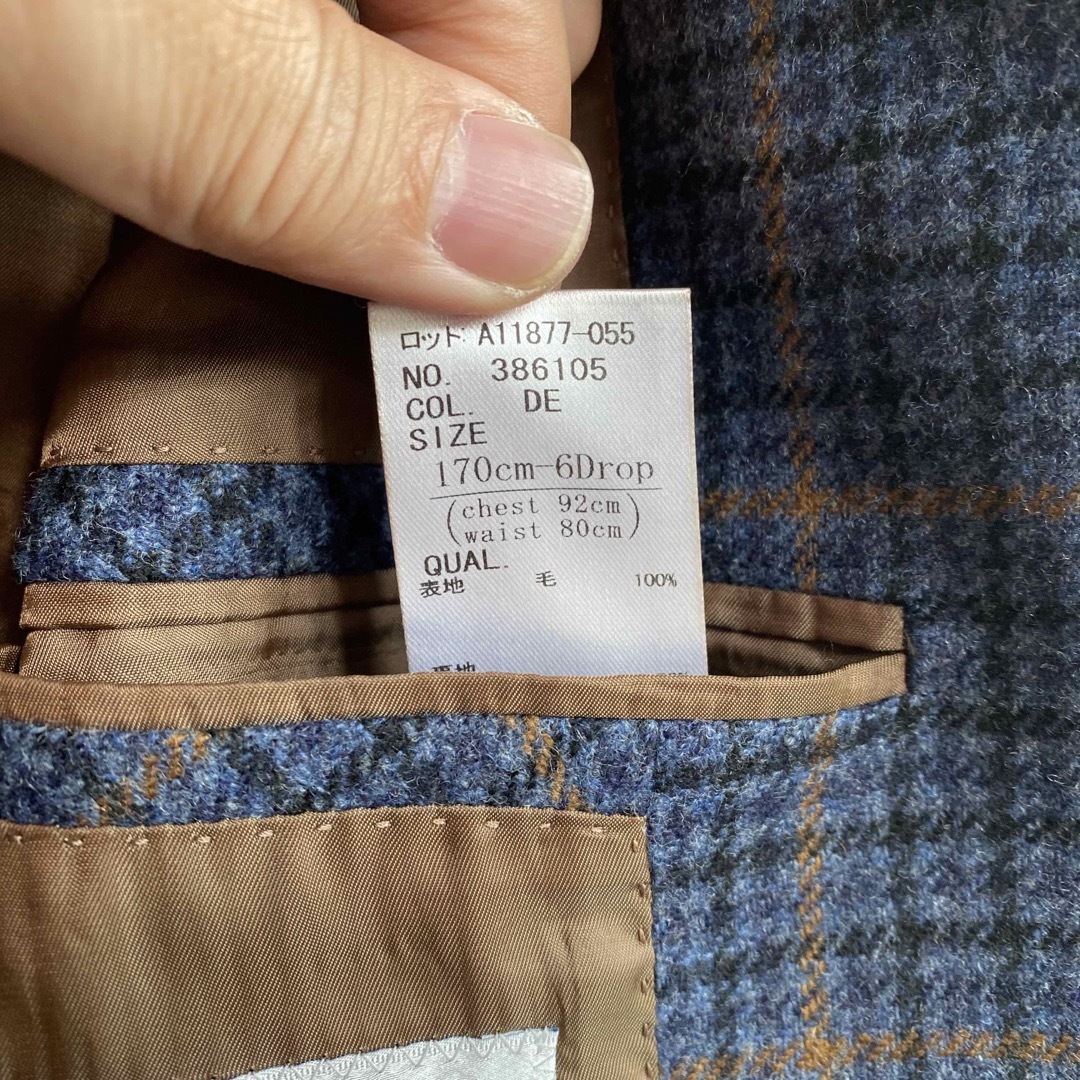 ロット: A11877-055
NO. 386105
COL. DE
SIZE
170cm-6Drop
(chest 92cm
waist 80cm)
QUAL.
表地 毛 100%